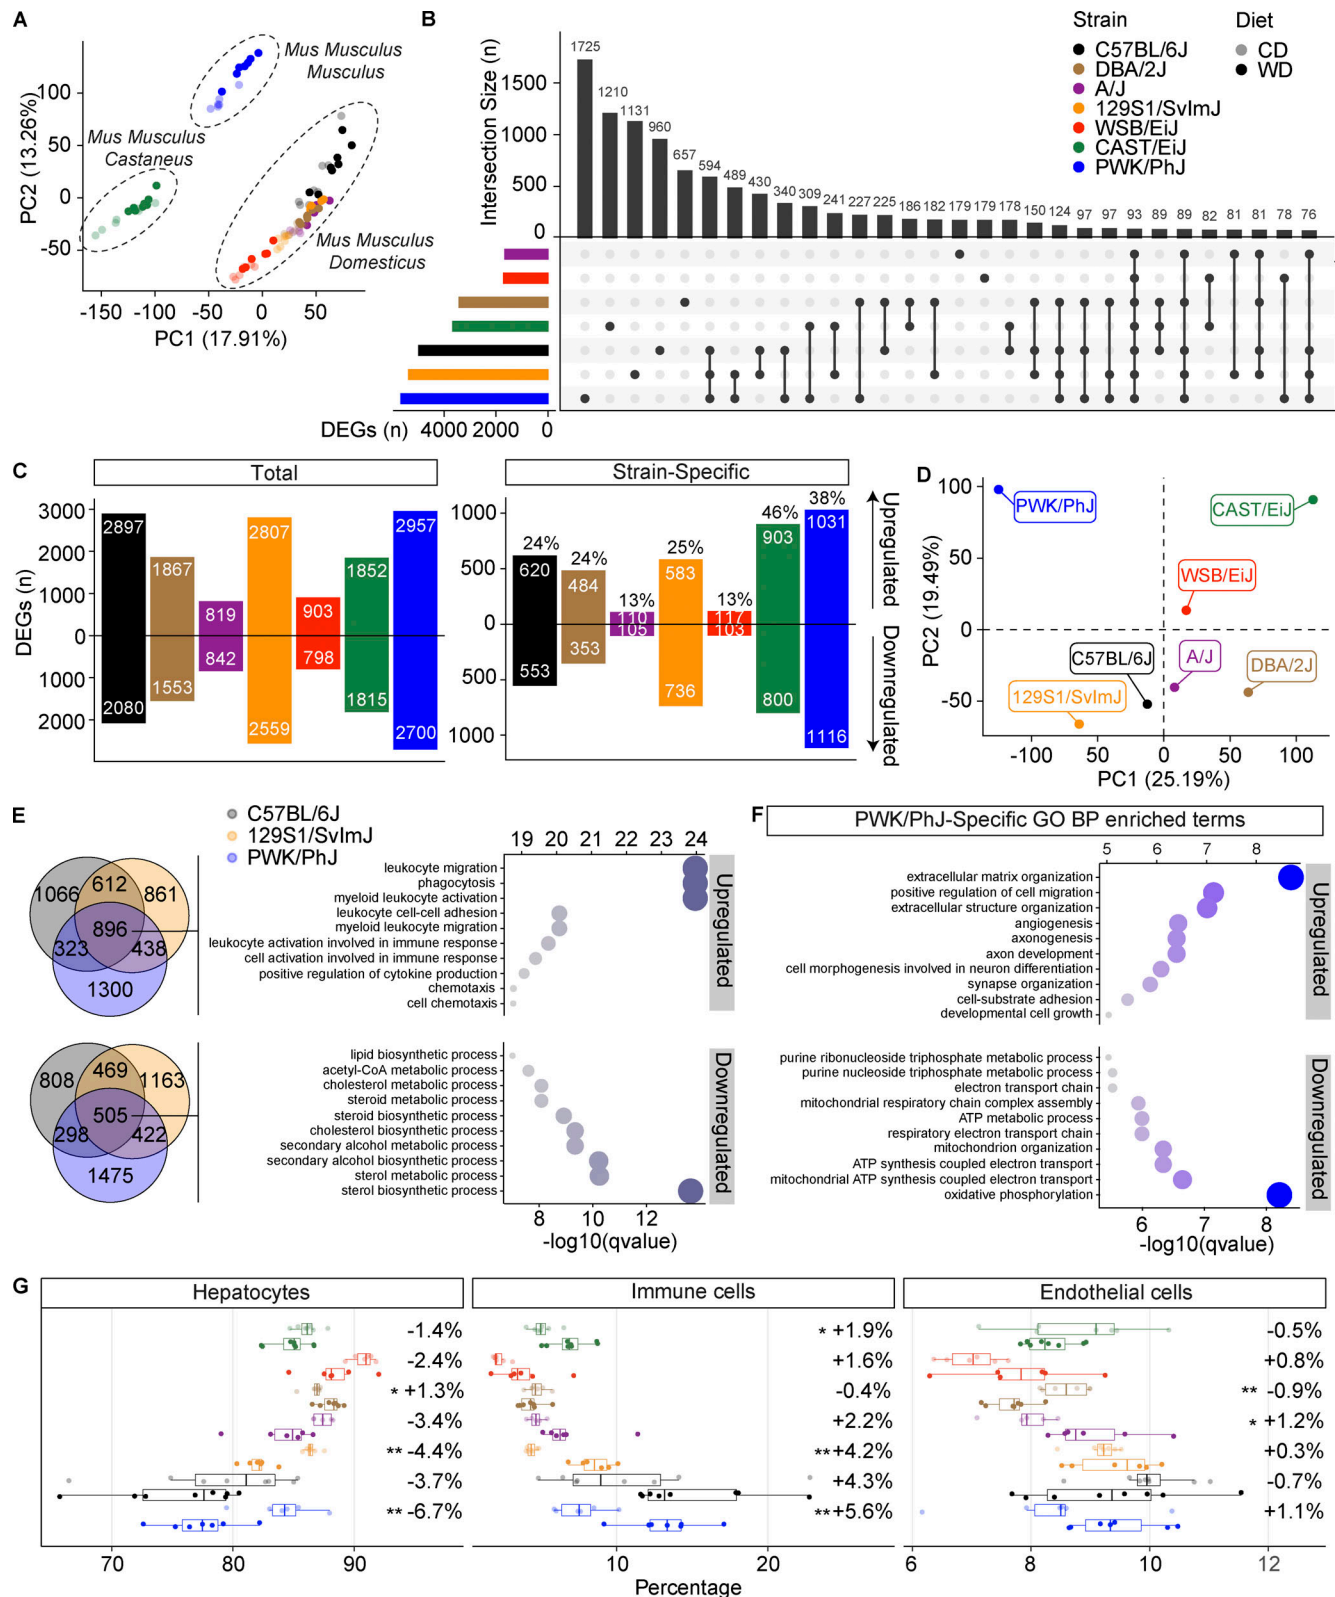 A
Mus Musculus
Musculus
Mus Musculus
Castaneus
Mus Musculus
Domesticus
PC2 (13.26%)
100
50
0
-50
-150 -100 -50 0 50
PC1 (17.91%)
B
Intersection Size (n)
1500
1000
500
0
1725 1210 1131 960 657 594 489 430 340 309 241 227 225 186 182 179 179 178 150 124 97 97 93 89 89 82 81 81 78 76
DEGs (n) 4000 2000 0
Strain
C57BL/6J
DBA/2J
A/J
129S1/SvImJ
WSB/EiJ
CAST/EiJ
PWK/PhJ
Diet
CD
WD
C
Total
DEGs (n)
3000
2000
1000
0
1000
2000
2897 1867 819 2807 903 1852 2957
2080 1553 842 2559 798 1815 2700
Strain-Specific
1000
500
0
500
1000
24% 24% 13% 25% 13% 46% 38%
620 484 110 583 117 903 1031
553 353 105 736 103 800 1116
Upregulated
Downregulated
D
PC2 (19.49%)
100
50
0
-50
PWK/PhJ
CAST/EiJ
WSB/EiJ
C57BL/6J
A/J
DBA/2J
129S1/SvImJ
-100 -50 0 50 100
PC1 (25.19%)
E
C57BL/6J
129S1/SvImJ
PWK/PhJ
1066 612 861
896
323 438
1300
808 469 1163
505
298 422
1475
19 20 21 22 23 24
leukocyte migration
phagocytosis
myeloid leukocyte activation
leukocyte cell-cell adhesion
myeloid leukocyte migration
leukocyte activation involved in immune response
cell activation involved in immune response
positive regulation of cytokine production
chemotaxis
cell chemotaxis
Upregulated
lipid biosynthetic process
acetyl-CoA metabolic process
cholesterol metabolic process
steroid metabolic process
steroid biosynthetic process
cholesterol biosynthetic process
secondary alcohol metabolic process
secondary alcohol biosynthetic process
sterol metabolic process
sterol biosynthetic process
Downregulated
8 10 12
-log10(qvalue)
F
PWK/PhJ-Specific GO BP enriched terms
5 6 7 8
extracellular matrix organization
positive regulation of cell migration
extracellular structure organization
angiogenesis
axonogenesis
axon development
cell morphogenesis involved in neuron differentiation
synapse organization
cell-substrate adhesion
developmental cell growth
Upregulated
purine ribonucleoside triphosphate metabolic process
purine nucleoside triphosphate metabolic process
electron transport chain
mitochondrial respiratory chain complex assembly
ATP metabolic process
respiratory electron transport chain
mitochondrion organization
ATP synthesis coupled electron transport
mitochondrial ATP synthesis coupled electron transport
oxidative phosphorylation
Downregulated
6 7 8
-log10(qvalue)
G
Hepatocytes
-1.4%
-2.4%
* +1.3%
-3.4%
** -4.4%
-3.7%
** -6.7%
70 80 90
Immune cells
* +1.9%
+1.6%
-0.4%
+2.2%
**+4.2%
+4.3%
**+5.6%
10 20
Endothelial cells
-0.5%
+0.8%
** -0.9%
* +1.2%
+0.3%
-0.7%
+1.1%
6 8 10 12
Percentage